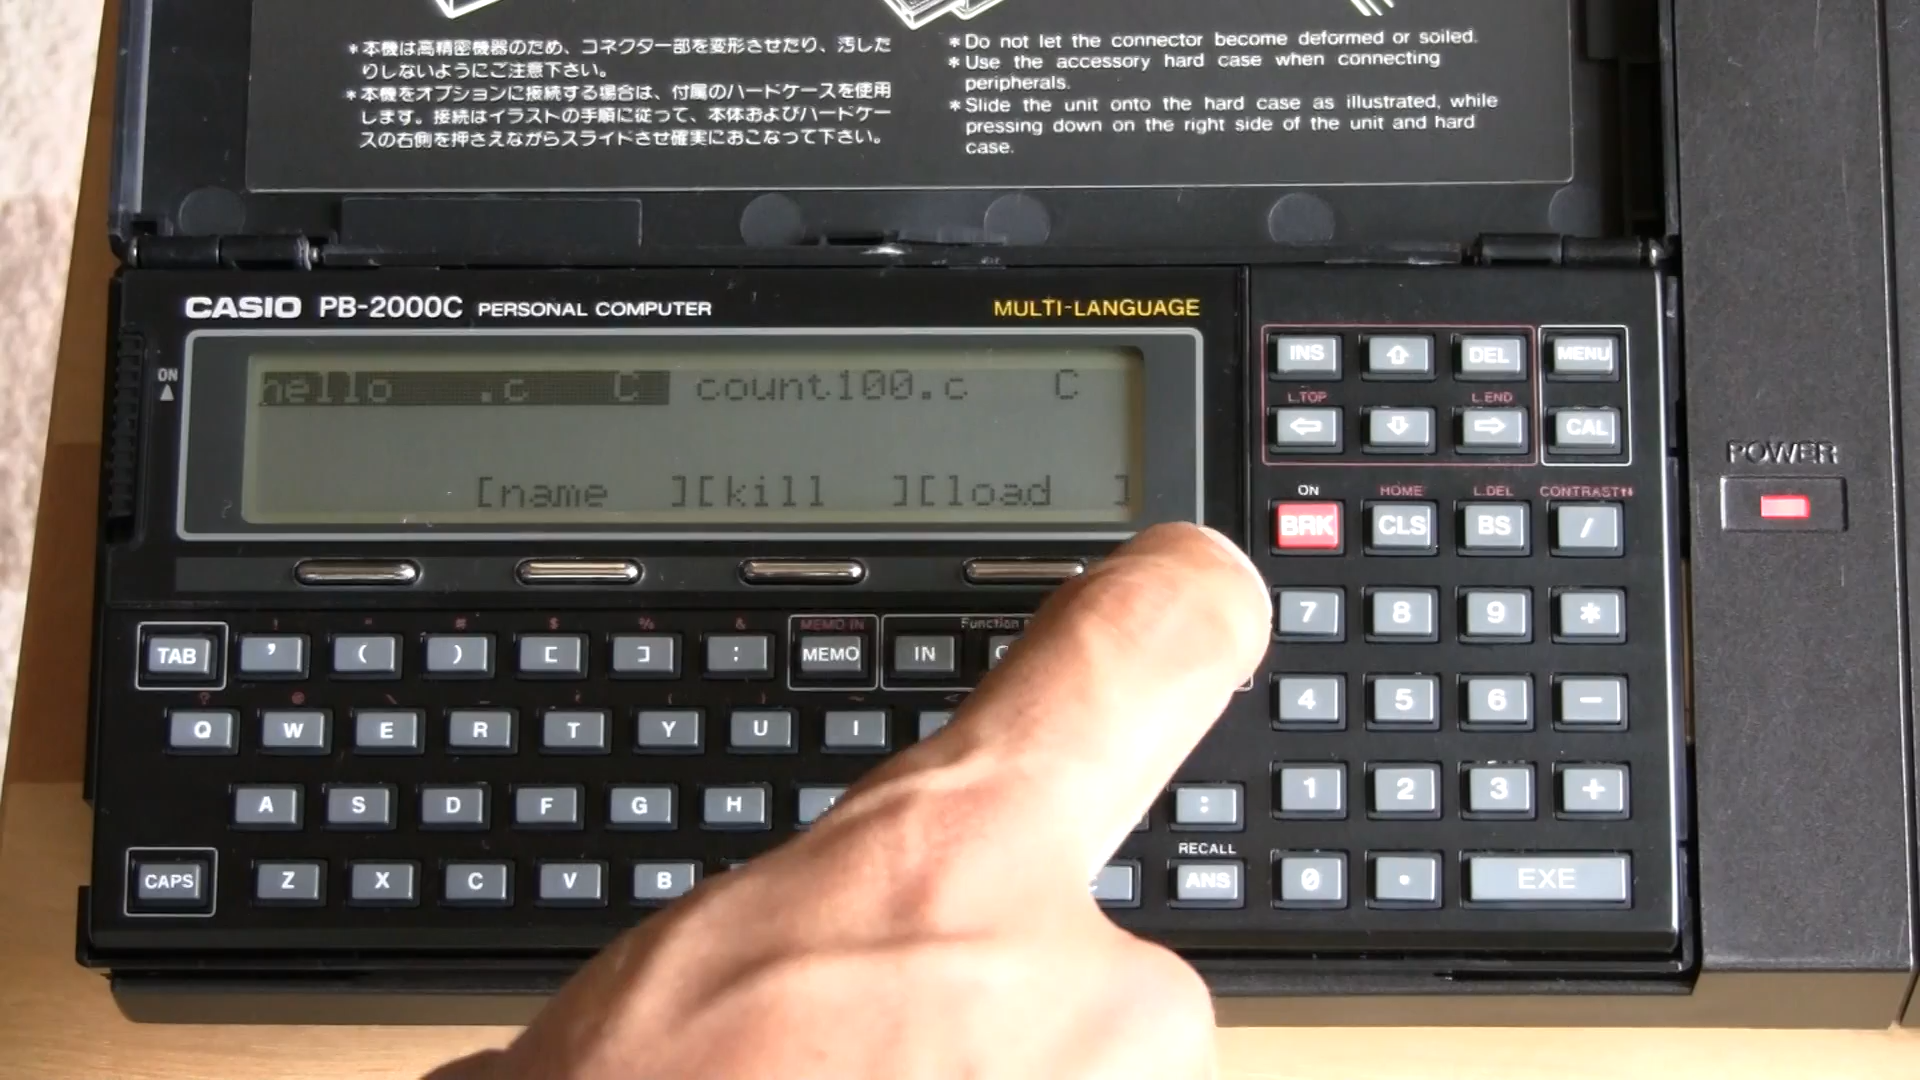 *本機は高精密機器のため、コネクター部を変形させたり、汚した
りしないようにご注意下さい。
*本機をオプションに接続する場合は、付属のハードケースを使用
します。接続はイラストの手順に従って、本体およびハードケー
スの右側を押さえながらスライドさせ確実におこなって下さい。
*Do not let the connector become deformed or soiled.
*Use the accessory hard case when connecting
peripherals.
*Slide the unit onto the hard case as illustrated, while
pressing down on the right side of the unit and hard
case.
CASIO PB-2000C PERSONAL COMPUTER MULTI-LANGUAGE
ON
hello .c C count100.c C
[name ][kill ][load ]
INS ⇧ DEL MENU
L.TOP L.END
⇦ ⇩ ⇨ CAL
POWER
ON HOME L.DEL CONTRAST
BRK CLS BS /
7 8 9 *
4 5 6 -
1 2 3 +
0 . EXE
! " # $ % & MEMO IN Function
TAB ' ( ) [ ] : MEMO IN
Q W E R T Y U I
A S D F G H ;
RECALL
CAPS Z X C V B ANS